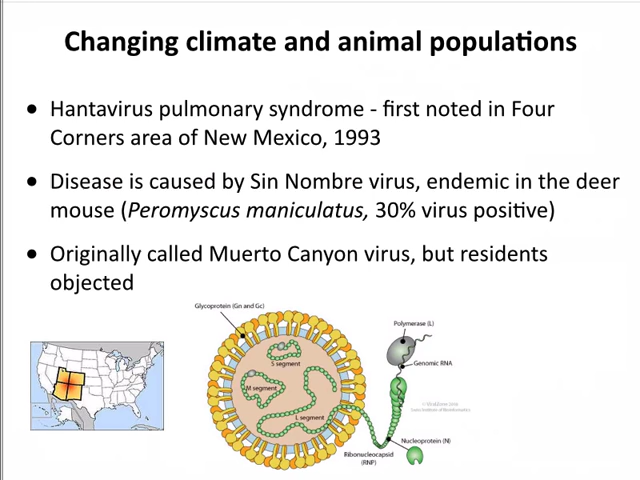 Changing climate and animal populations
● Hantavirus pulmonary syndrome - first noted in Four
Corners area of New Mexico, 1993
● Disease is caused by Sin Nombre virus, endemic in the deer
mouse (Peromyscus maniculatus, 30% virus positive)
● Originally called Muerto Canyon virus, but residents
objected
Glycoprotein (Gn and Gc)
Polymerase (L)
S segment
Genomic RNA
M segment
L segment
Nucleoprotein (N)
Ribonucleocapsid
(RNP)